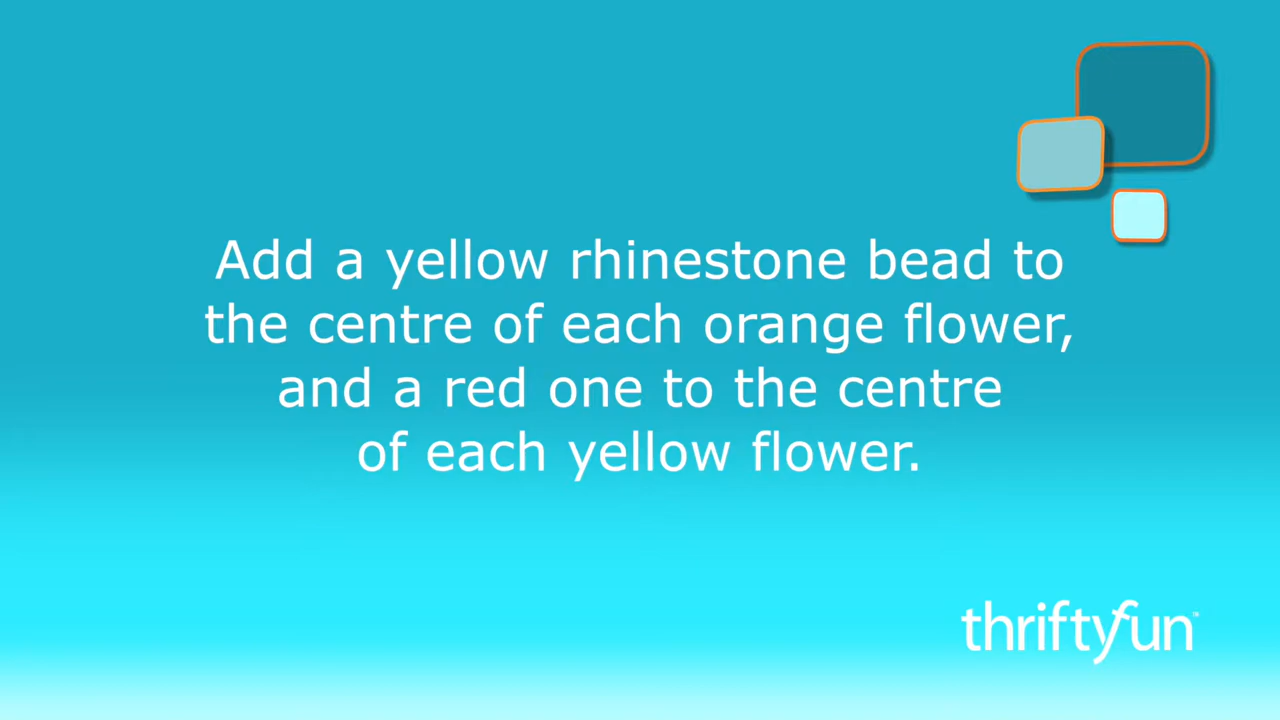 Add a yellow rhinestone bead to
the centre of each orange flower,
and a red one to the centre
of each yellow flower.
thriftyfun™